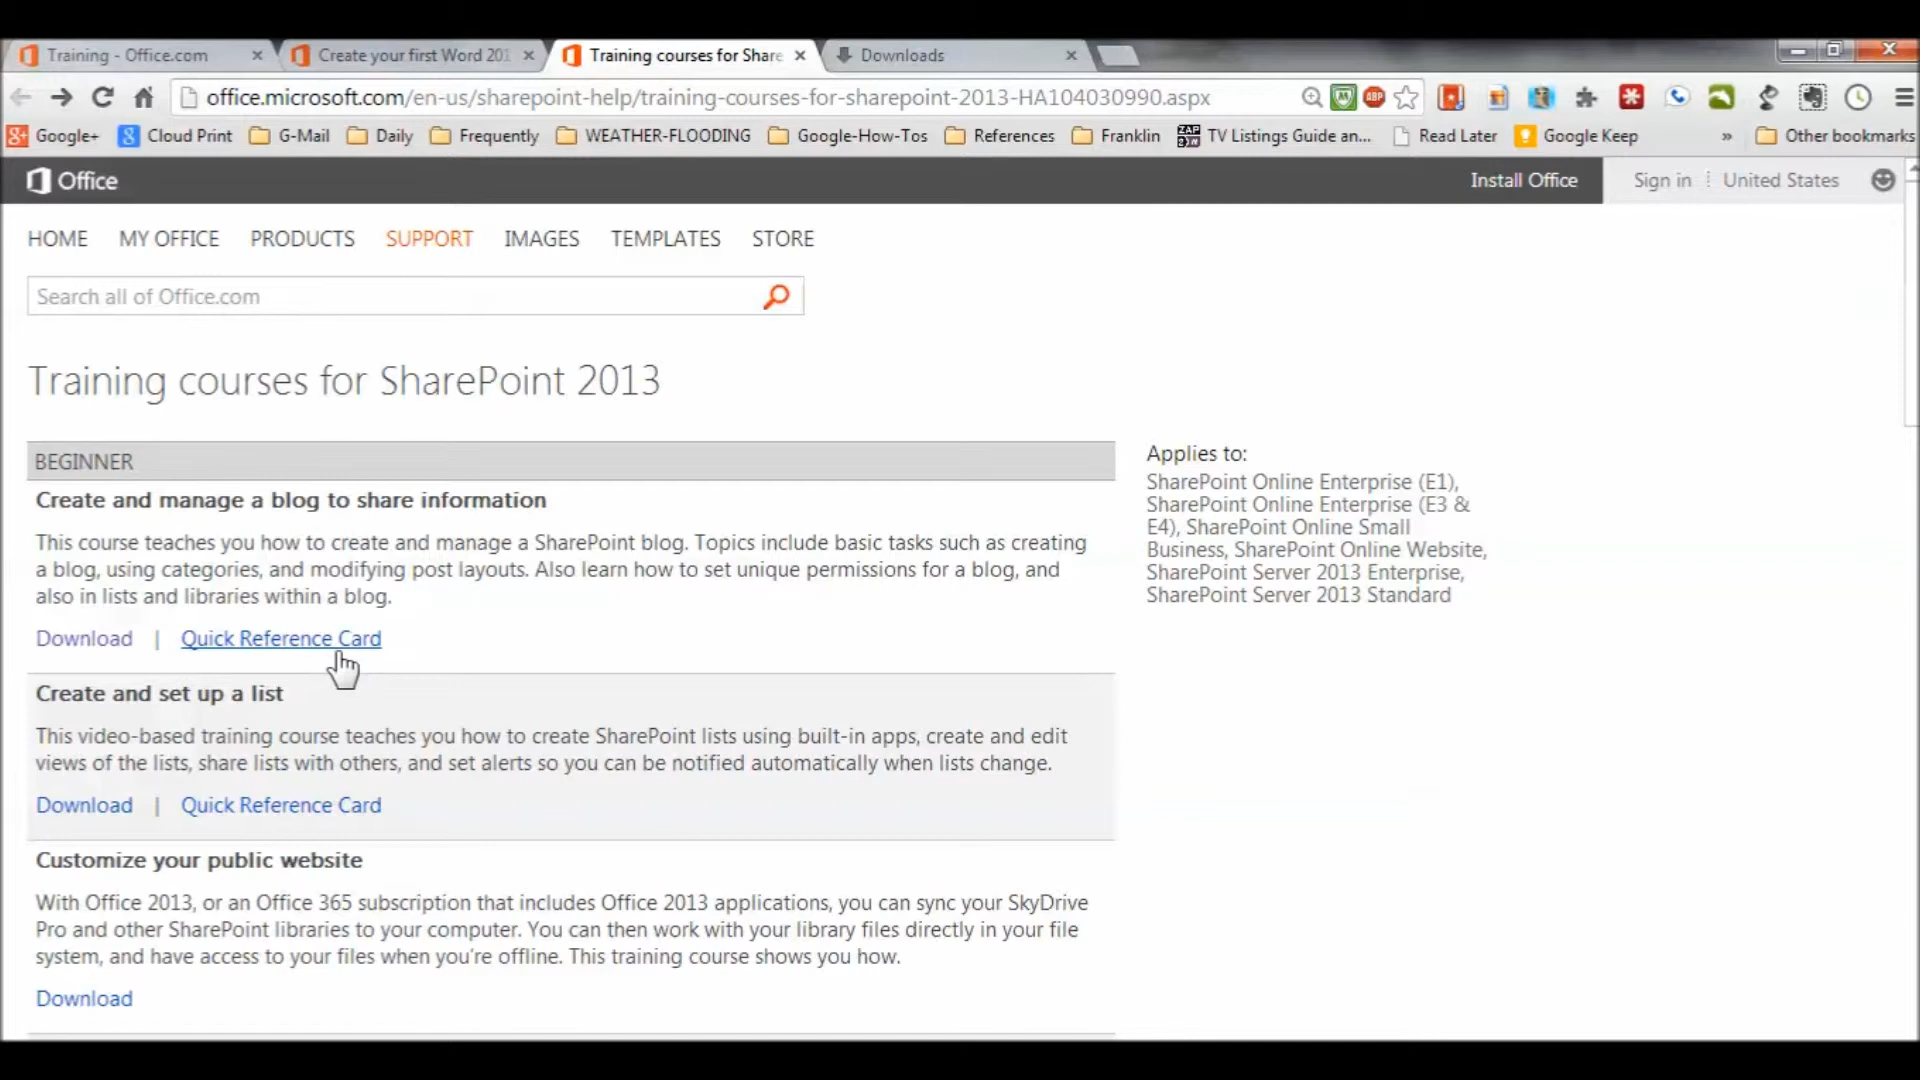 Training - Office.com
Create your first Word 201
Training courses for Share
Downloads
office.microsoft.com/en-us/sharepoint-help/training-courses-for-sharepoint-2013-HA104030990.aspx
ABP
Google+
Cloud Print
G-Mail
Daily
Frequently
WEATHER-FLOODING
Google-How-Tos
References
Franklin
TV Listings Guide an...
Read Later
Google Keep
»
Other bookmarks
Office
Install Office
Sign in
United States
HOME
MY OFFICE
PRODUCTS
SUPPORT
IMAGES
TEMPLATES
STORE
Search all of Office.com
Training courses for SharePoint 2013
BEGINNER
Create and manage a blog to share information
This course teaches you how to create and manage a SharePoint blog. Topics include basic tasks such as creating
a blog, using categories, and modifying post layouts. Also learn how to set unique permissions for a blog, and
also in lists and libraries within a blog.
Download | Quick Reference Card
Create and set up a list
This video-based training course teaches you how to create SharePoint lists using built-in apps, create and edit
views of the lists, share lists with others, and set alerts so you can be notified automatically when lists change.
Download | Quick Reference Card
Customize your public website
With Office 2013, or an Office 365 subscription that includes Office 2013 applications, you can sync your SkyDrive
Pro and other SharePoint libraries to your computer. You can then work with your library files directly in your file
system, and have access to your files when you're offline. This training course shows you how.
Download
Applies to:
SharePoint Online Enterprise (E1),
SharePoint Online Enterprise (E3 &
E4), SharePoint Online Small
Business, SharePoint Online Website,
SharePoint Server 2013 Enterprise,
SharePoint Server 2013 Standard